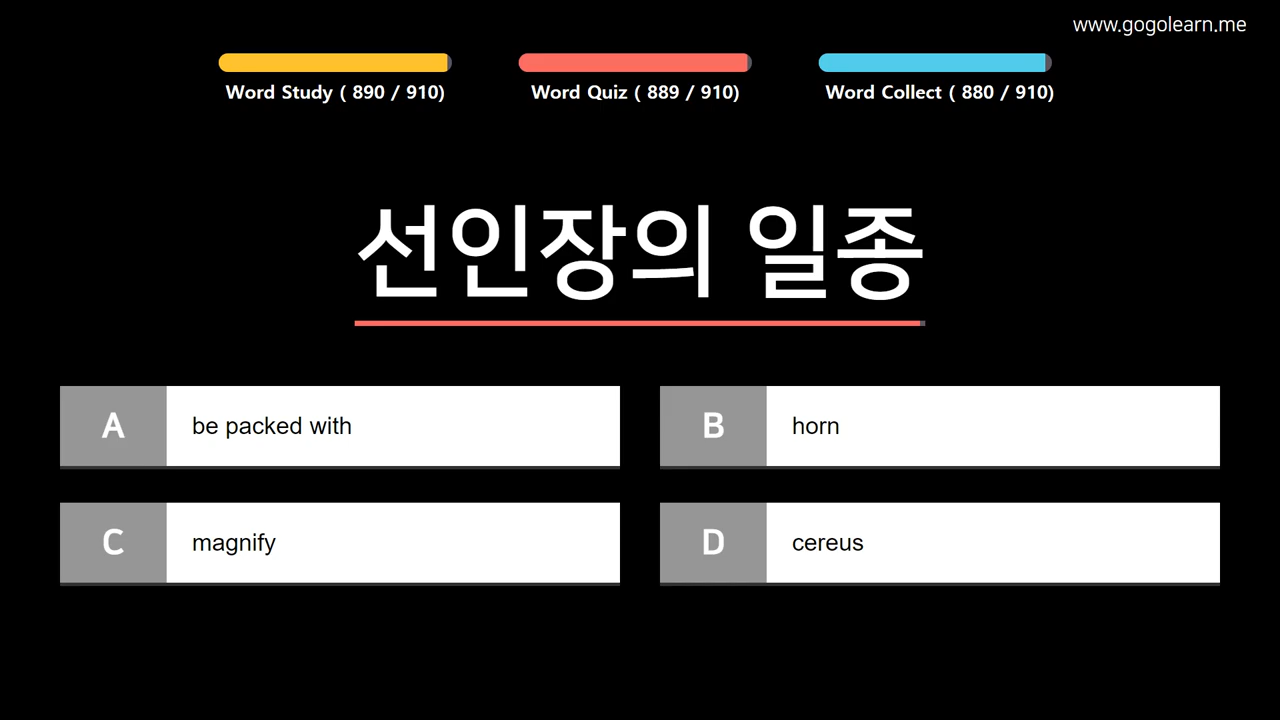 www.gogolearn.me
Word Study ( 890 / 910)
Word Quiz ( 889 / 910)
Word Collect ( 880 / 910)
선인장의 일종
A be packed with
B horn
C magnify
D cereus